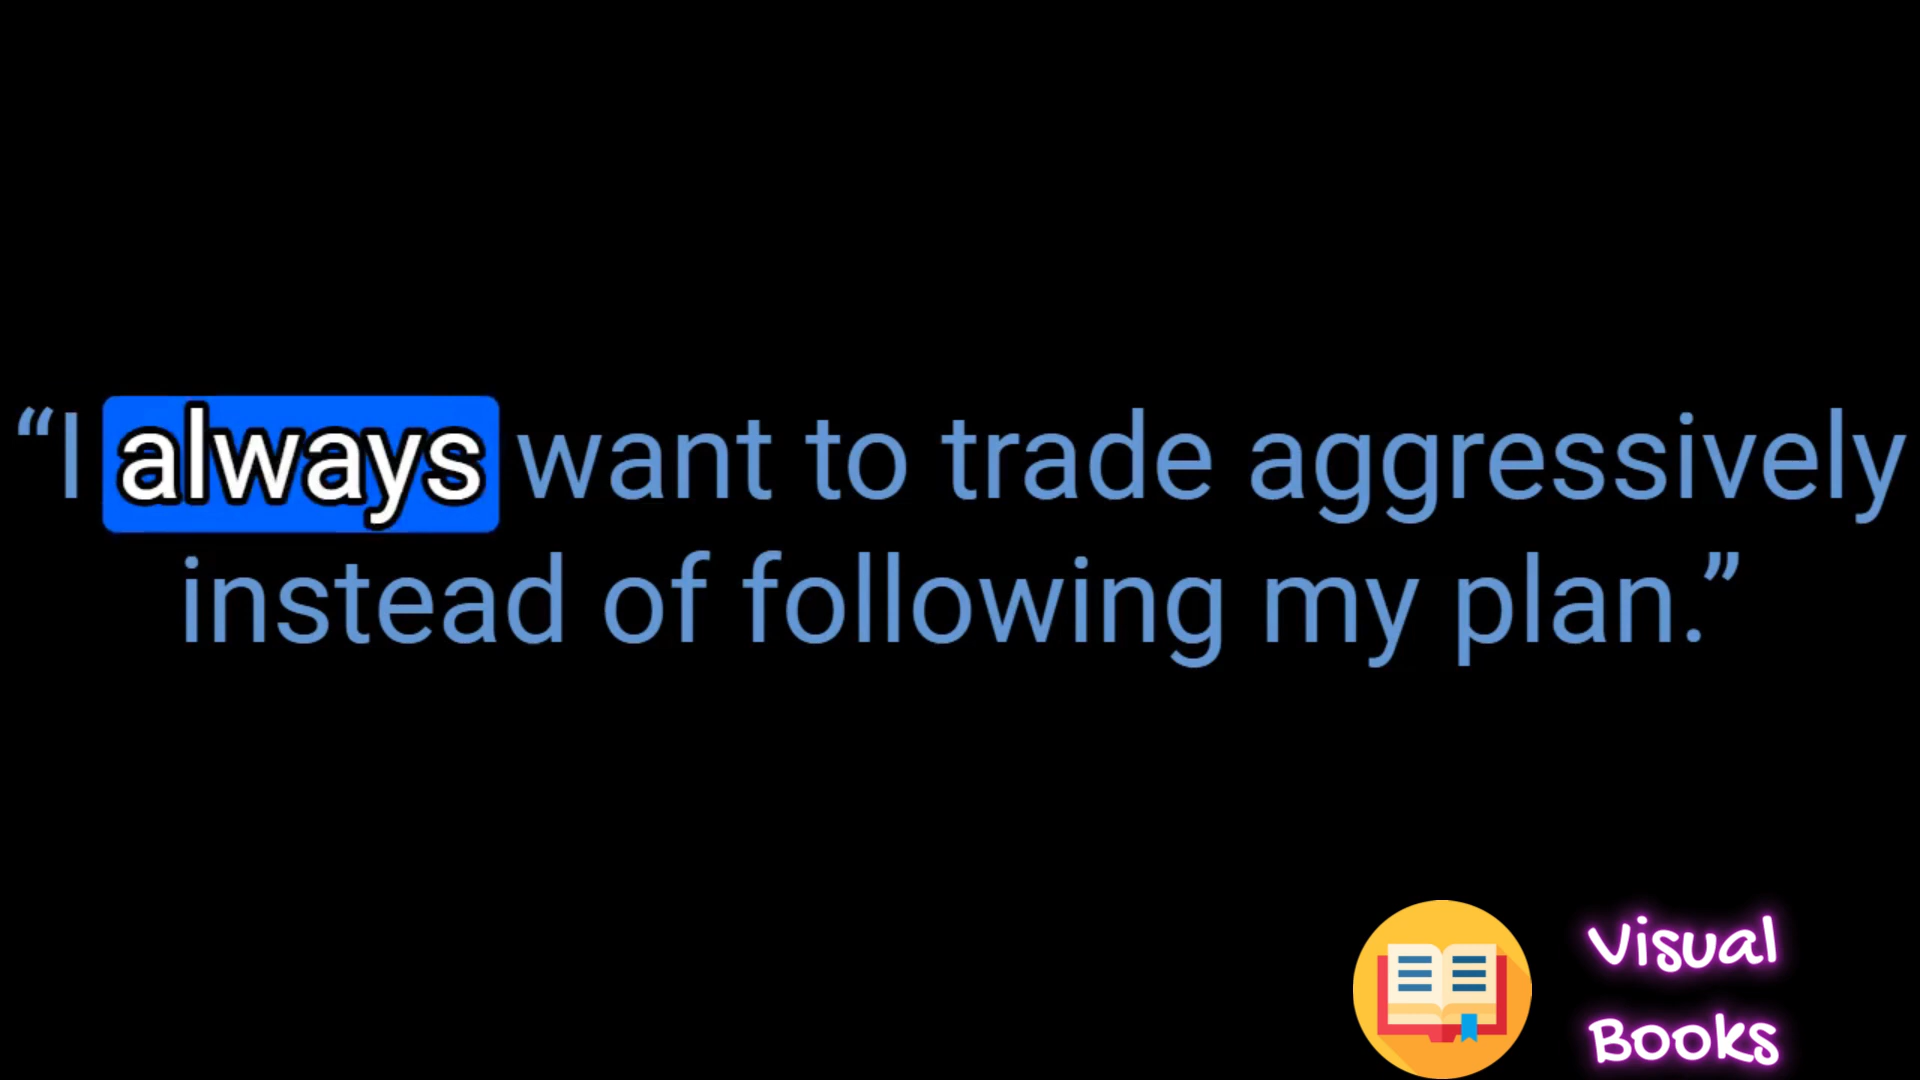 “I always want to trade aggressively
instead of following my plan.”
Visual
Books